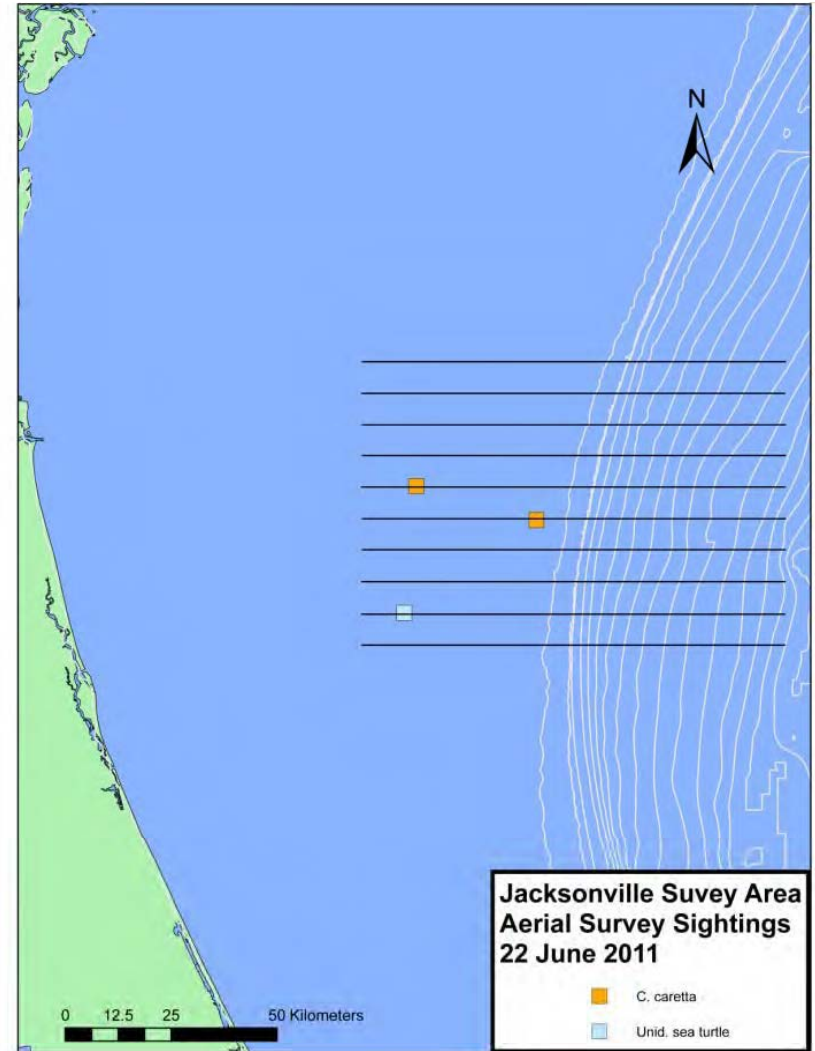 N
Jacksonville Suvey Area
Aerial Survey Sightings
22 June 2011
C. caretta
Unid. sea turtle
0 12.5 25 50 Kilometers